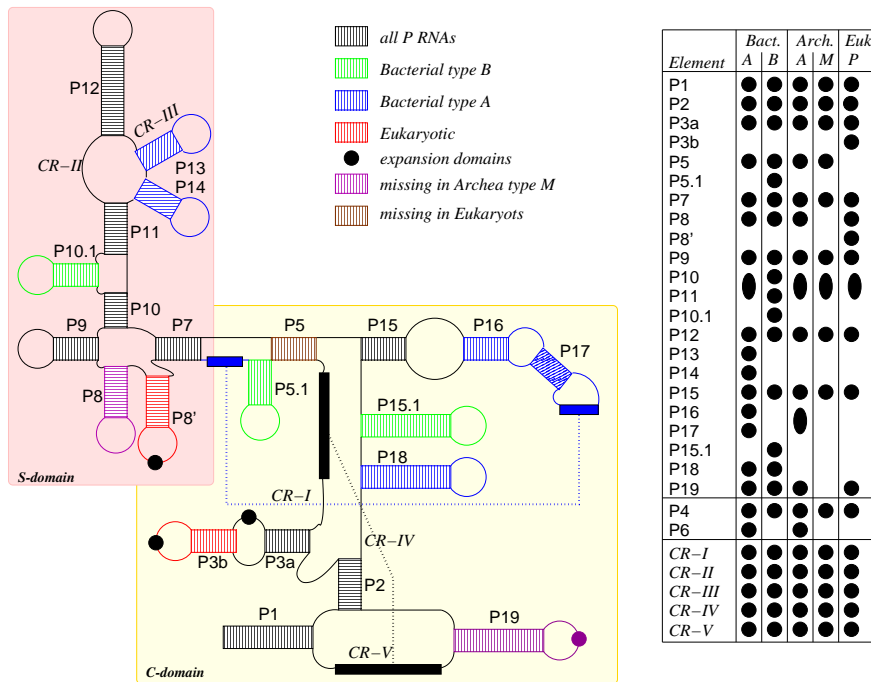 P12
CR–III
CR–II
P13
P14
P11
P10.1
P10
P9
P7
P8
P8'
S-domain
P5
P15
P16
P17
P5.1
P15.1
P18
CR–I
CR–IV
P3b
P3a
P2
P1
P19
CR–V
C-domain
all P RNAs
Bacterial type B
Bacterial type A
Eukaryotic
expansion domains
missing in Archea type M
missing in Eukaryots
Bact. Arch. Euk
Element A B A M P
P1
P2
P3a
P3b
P5
P5.1
P7
P8
P8'
P9
P10
P11
P10.1
P12
P13
P14
P15
P16
P17
P15.1
P18
P19
P4
P6
CR–I
CR–II
CR–III
CR–IV
CR–V